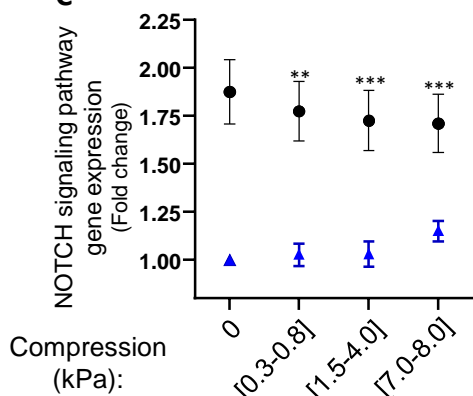 NOTCH signaling pathway
gene expression
(Fold change)
2.25
2.00
1.75
1.50
1.25
1.00
**
***
***
Compression
(kPa):
0
[0.3-0.8]
[1.5-4.0]
[7.0-8.0]